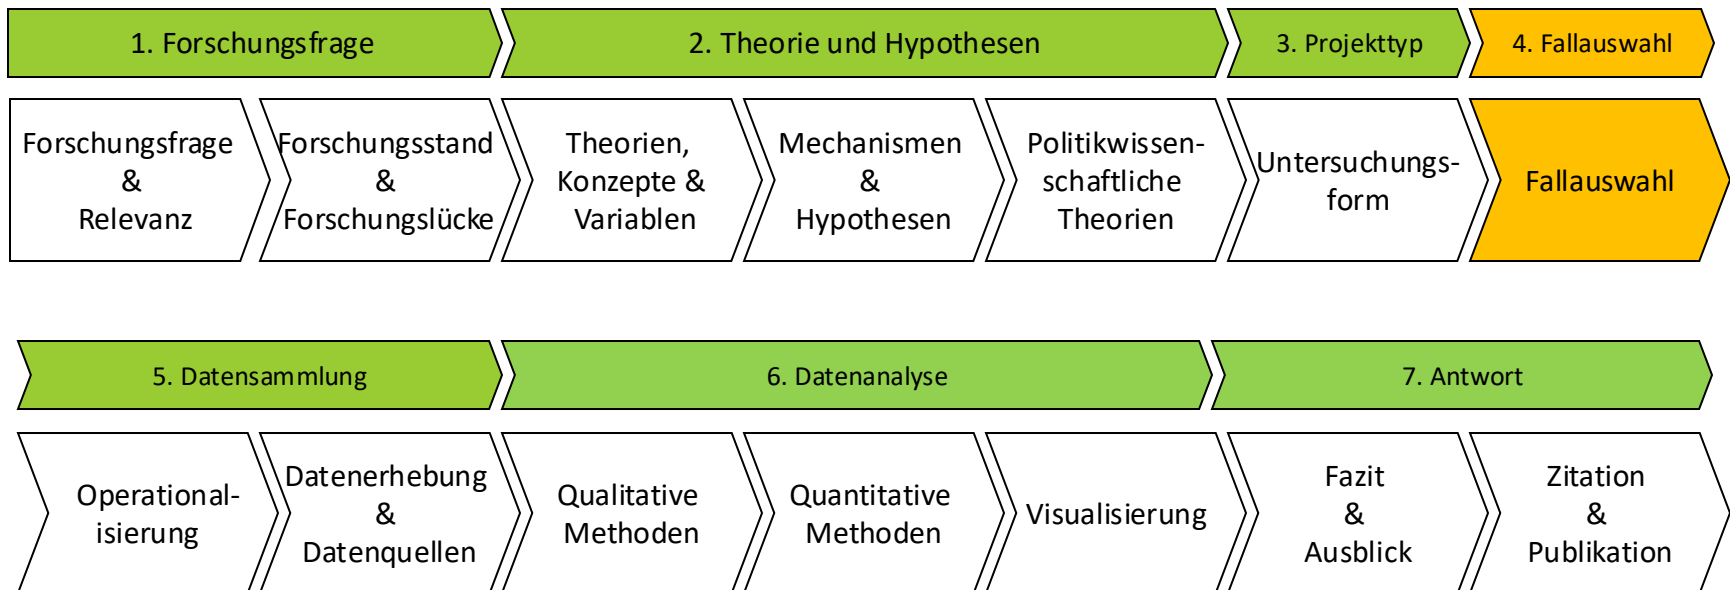 1. Forschungsfrage
2. Theorie und Hypothesen
3. Projekttyp
4. Fallauswahl
Forschungsfrage
&
Relevanz
Forschungsstand
&
Forschungslücke
Theorien,
Konzepte &
Variablen
Mechanismen
&
Hypothesen
Politikwissen-
schaftliche
Theorien
Untersuchungs-
form
Fallauswahl
5. Datensammlung
6. Datenanalyse
7. Antwort
Operational-
isierung
Datenerhebung
&
Datenquellen
Qualitative
Methoden
Quantitative
Methoden
Visualisierung
Fazit
&
Ausblick
Zitation
&
Publikation